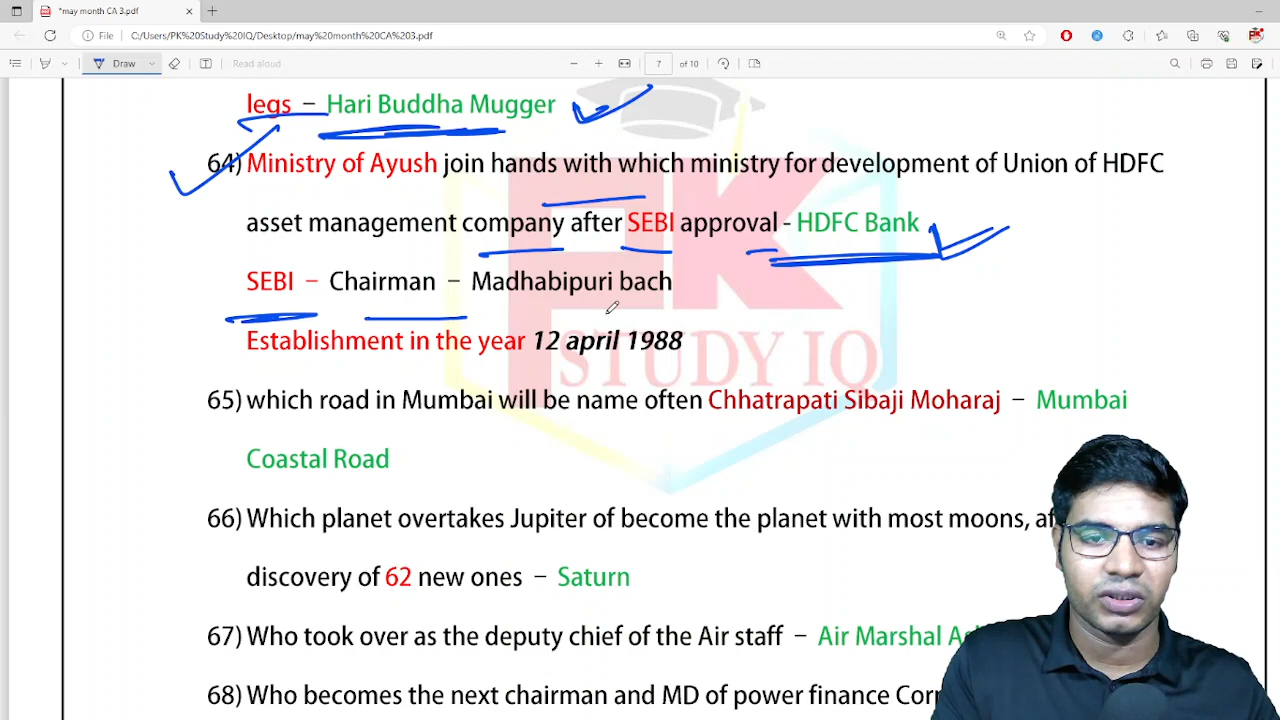 *may month CA 3.pdf
File C:/Users/PK%20Study%20IQ/Desktop/may%20month%20CA%203.pdf
Draw Read aloud 7 of 10
legs – Hari Buddha Mugger
64) Ministry of Ayush join hands with which ministry for development of Union of HDFC
asset management company after SEBI approval - HDFC Bank
SEBI – Chairman – Madhabipuri bach
Establishment in the year 12 april 1988
65) which road in Mumbai will be name often Chhatrapati Sibaji Moharaj – Mumbai
Coastal Road
66) Which planet overtakes Jupiter of become the planet with most moons,
discovery of 62 new ones – Saturn
67) Who took over as the deputy chief of the Air staff – Air Marshal
68) Who becomes the next chairman and MD of power finance
PK
STUDY IQ